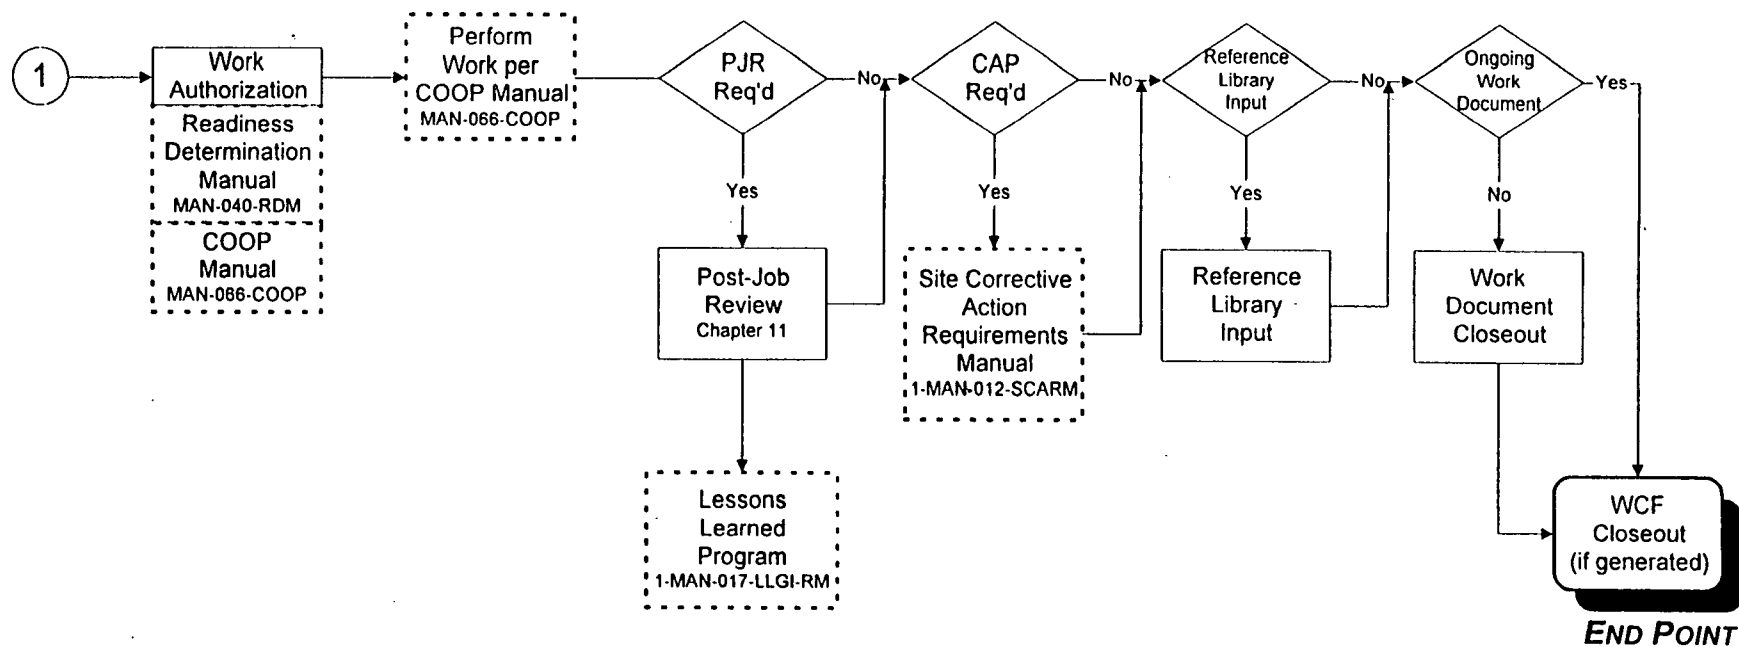 1
Work
Authorization
Readiness
Determination
Manual
MAN-040-RDM
COOP
Manual
MAN-066-COOP
Perform
Work per
COOP Manual
MAN-066-COOP
PJR
Req'd
No
Yes
Post-Job
Review
Chapter 11
Lessons
Learned
Program
1-MAN-017-LLGI-RM
CAP
Req'd
No
Yes
Site Corrective
Action
Requirements
Manual
1-MAN-012-SCARM
Reference
Library
Input
No
Yes
Reference
Library
Input
Ongoing
Work
Document
Yes
No
Work
Document
Closeout
WCF
Closeout
(if generated)
END POINT